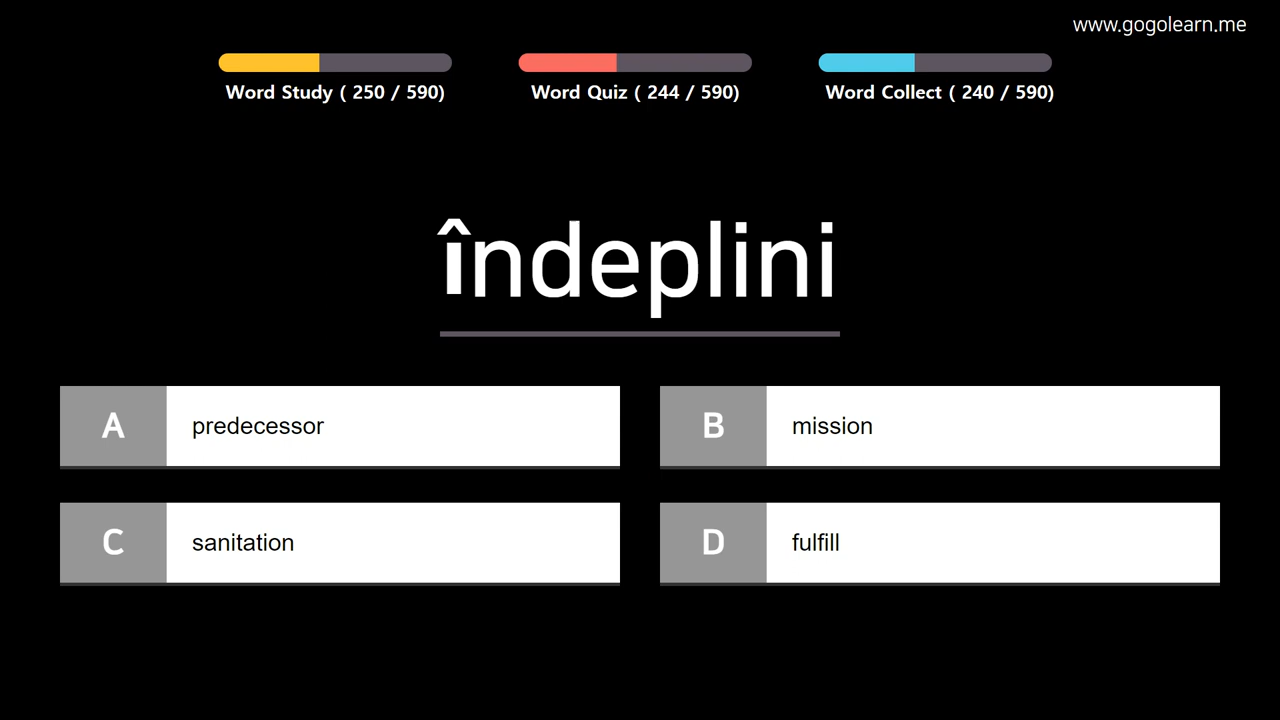 www.gogolearn.me
Word Study ( 250 / 590)
Word Quiz ( 244 / 590)
Word Collect ( 240 / 590)
îndeplini
A predecessor
B mission
C sanitation
D fulfill